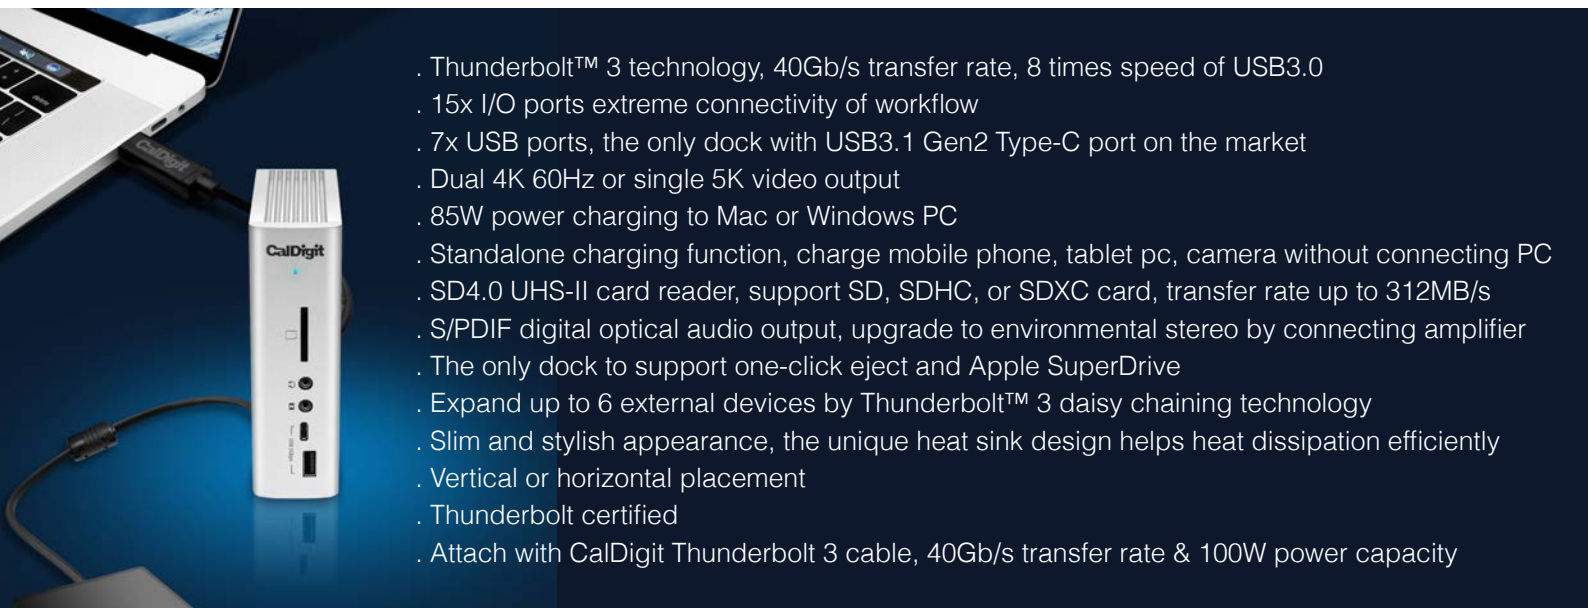 . Thunderbolt™ 3 technology, 40Gb/s transfer rate, 8 times speed of USB3.0
. 15x I/O ports extreme connectivity of workflow
. 7x USB ports, the only dock with USB3.1 Gen2 Type-C port on the market
. Dual 4K 60Hz or single 5K video output
. 85W power charging to Mac or Windows PC
. Standalone charging function, charge mobile phone, tablet pc, camera without connecting PC
. SD4.0 UHS-II card reader, support SD, SDHC, or SDXC card, transfer rate up to 312MB/s
. S/PDIF digital optical audio output, upgrade to environmental stereo by connecting amplifier
. The only dock to support one-click eject and Apple SuperDrive
. Expand up to 6 external devices by Thunderbolt™ 3 daisy chaining technology
. Slim and stylish appearance, the unique heat sink design helps heat dissipation efficiently
. Vertical or horizontal placement
. Thunderbolt certified
. Attach with CalDigit Thunderbolt 3 cable, 40Gb/s transfer rate & 100W power capacity
CalDigit
CalDigit